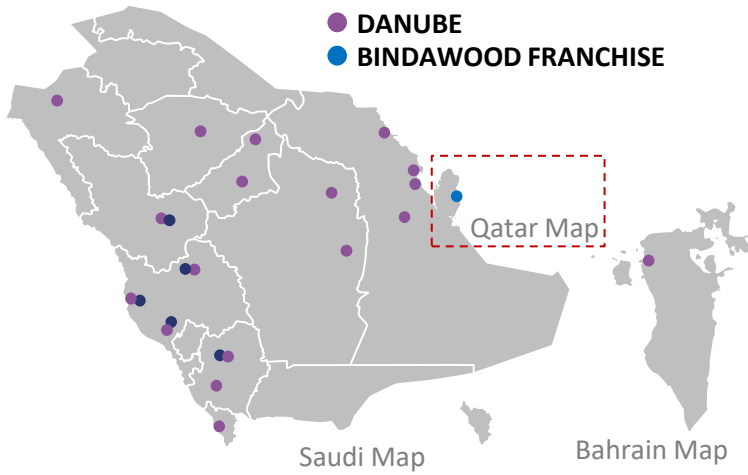 DANUBE
BINDAWOOD FRANCHISE
Qatar Map
Saudi Map
Bahrain Map